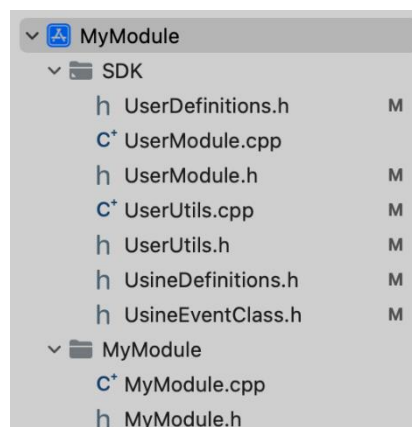 MyModule
SDK
h UserDefinitions.h M
C+ UserModule.cpp
h UserModule.h M
C+ UserUtils.cpp M
h UserUtils.h M
h UsineDefinitions.h M
h UsineEventClass.h M
MyModule
C+ MyModule.cpp
h MyModule.h